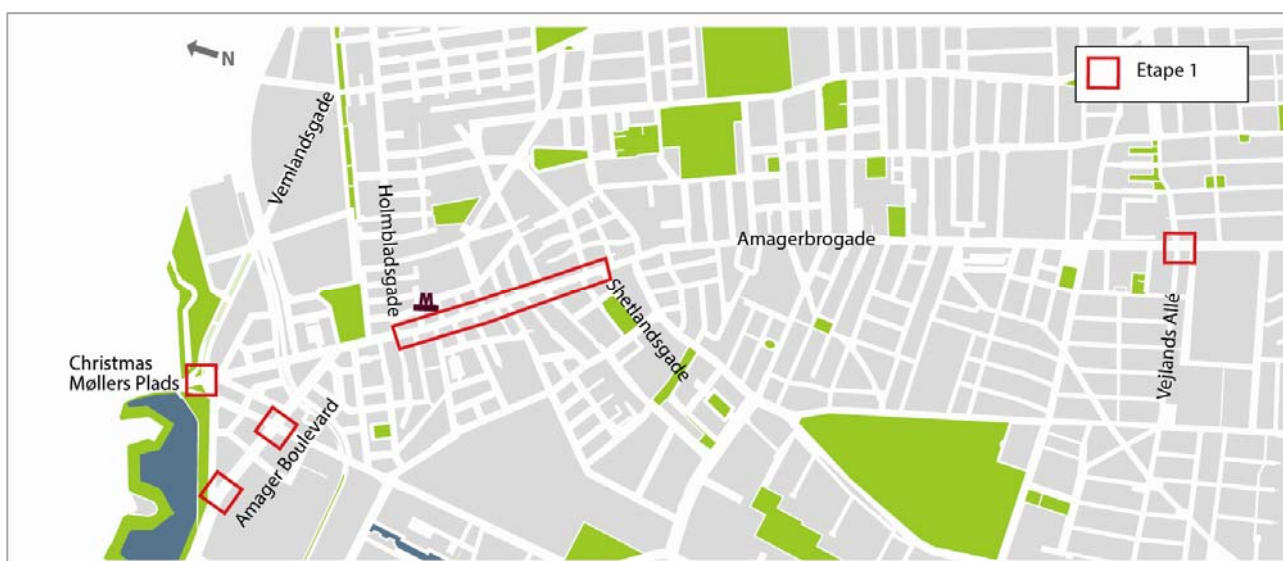 N
Etape 1
Vemlandsgade
Holmbladsgade
M
Amagerbrogade
Shetlandsgade
Vejlands Allé
Christmas
Møllers Plads
Amager Boulevard